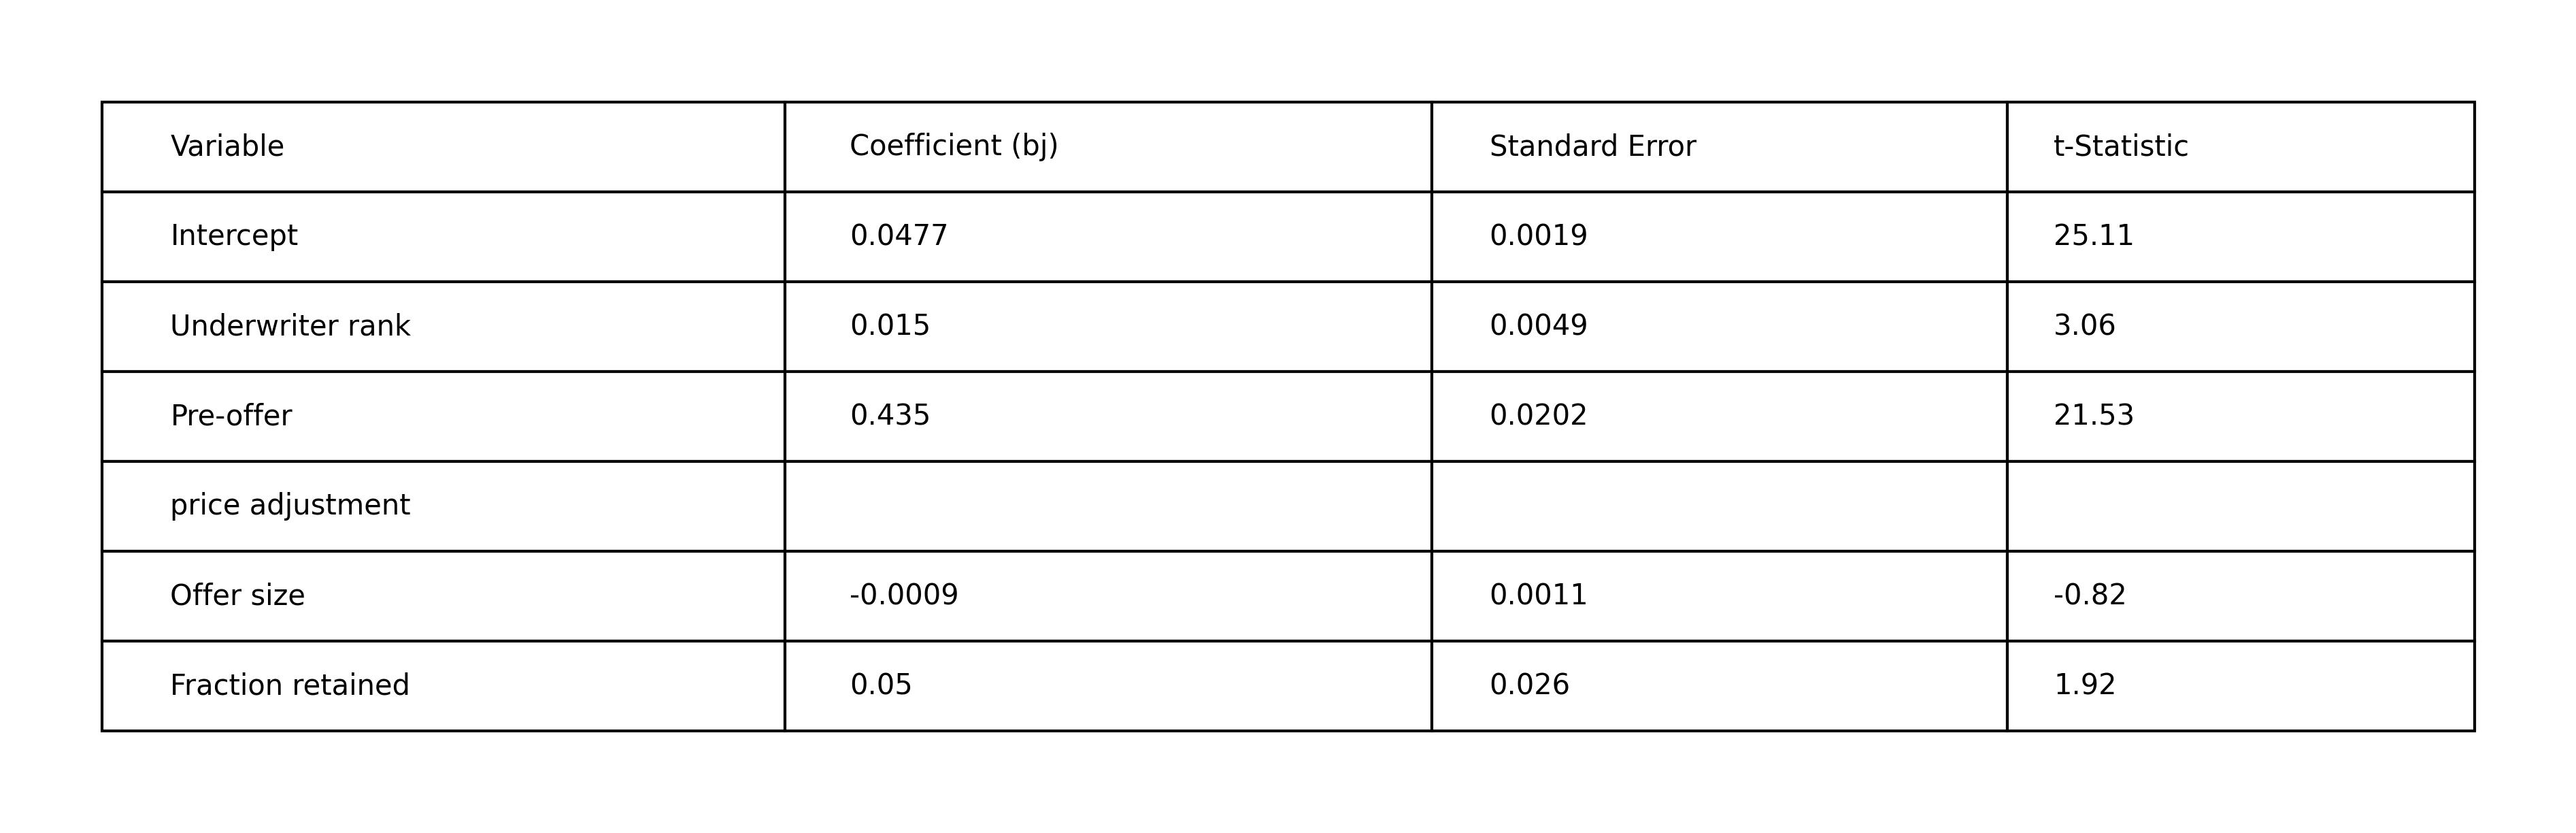 Variable Coefficient (bj) Standard Error t-Statistic
Intercept 0.0477 0.0019 25.11
Underwriter rank 0.015 0.0049 3.06
Pre-offer 0.435 0.0202 21.53
price adjustment
Offer size -0.0009 0.0011 -0.82
Fraction retained 0.05 0.026 1.92